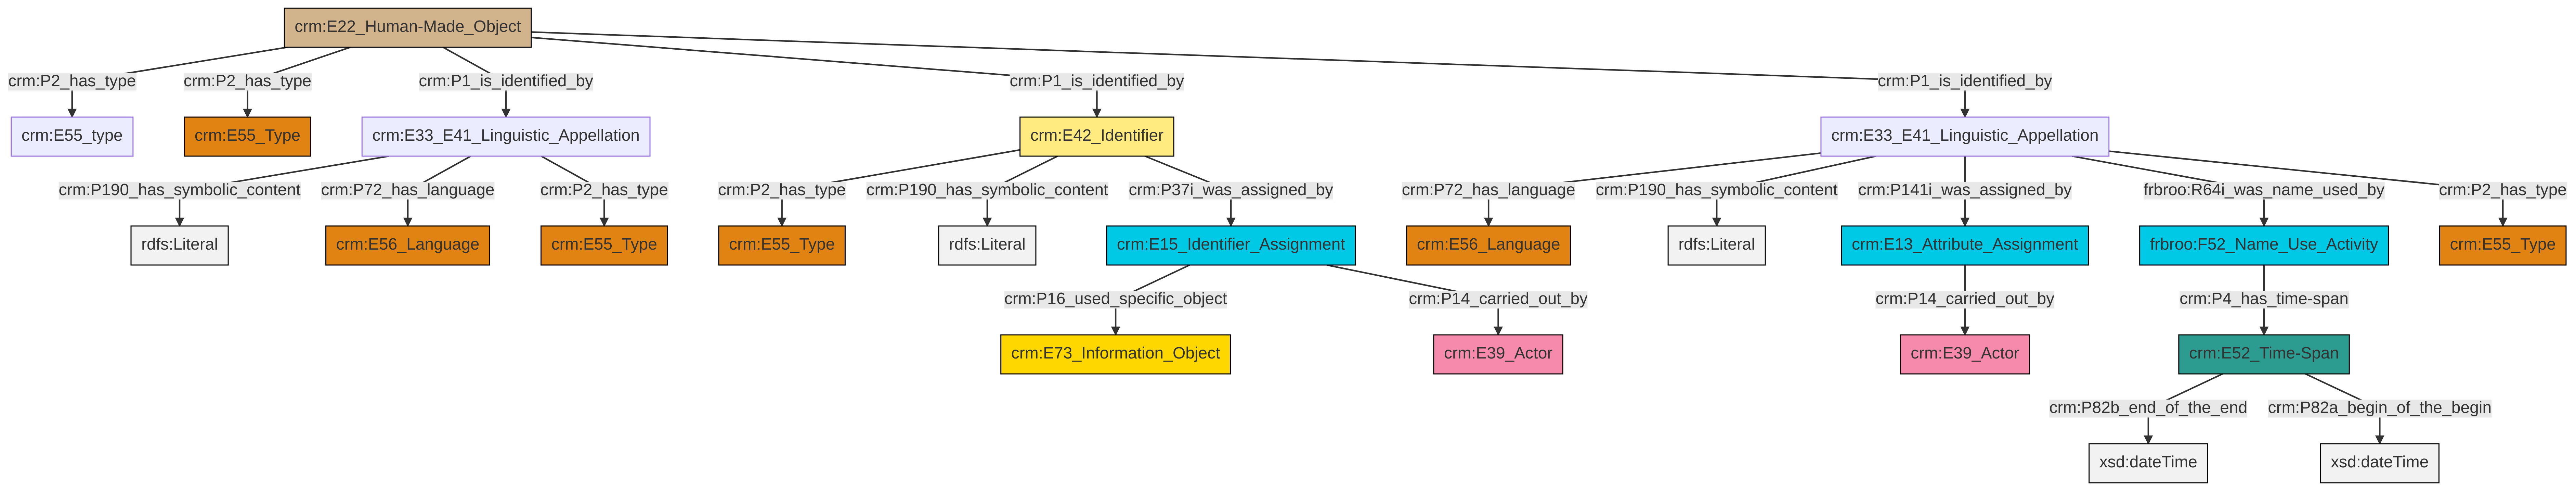 crm:E22_Human-Made_Object
crm:P2_has_type
crm:P2_has_type
crm:P1_is_identified_by
crm:P1_is_identified_by
crm:P1_is_identified_by
crm:E55_type
crm:E55_Type
crm:E33_E41_Linguistic_Appellation
crm:E42_Identifier
crm:E33_E41_Linguistic_Appellation
crm:P190_has_symbolic_content
crm:P72_has_language
crm:P2_has_type
crm:P2_has_type
crm:P190_has_symbolic_content
crm:P37i_was_assigned_by
crm:P72_has_language
crm:P190_has_symbolic_content
crm:P141i_was_assigned_by
frbroo:R64i_was_name_used_by
crm:P2_has_type
rdfs:Literal
crm:E56_Language
crm:E55_Type
crm:E55_Type
rdfs:Literal
crm:E15_Identifier_Assignment
crm:E56_Language
rdfs:Literal
crm:E13_Attribute_Assignment
frbroo:F52_Name_Use_Activity
crm:E55_Type
crm:P16_used_specific_object
crm:P14_carried_out_by
crm:P14_carried_out_by
crm:P4_has_time-span
crm:E73_Information_Object
crm:E39_Actor
crm:E39_Actor
crm:E52_Time-Span
crm:P82b_end_of_the_end
crm:P82a_begin_of_the_begin
xsd:dateTime
xsd:dateTime